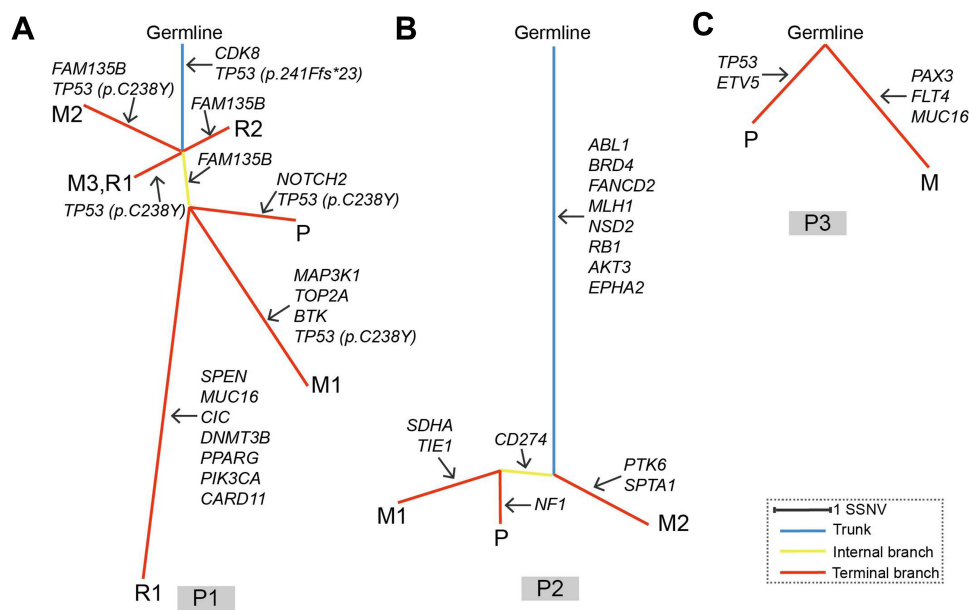 A
Germline
CDK8
TP53 (p.241Ffs*23)
FAM135B
TP53 (p.C238Y)
M2
FAM135B
R2
FAM135B
M3,R1
TP53 (p.C238Y)
NOTCH2
TP53 (p.C238Y)
P
MAP3K1
TOP2A
BTK
TP53 (p.C238Y)
M1
SPEN
MUC16
CIC
DNMT3B
PPARG
PIK3CA
CARD11
R1
P1
B
Germline
ABL1
BRD4
FANCD2
MLH1
NSD2
RB1
AKT3
EPHA2
SDHA
TIE1
CD274
PTK6
SPTA1
NF1
M1
P
M2
P2
C
Germline
TP53
ETV5
PAX3
FLT4
MUC16
P
M
P3
1 SSNV
Trunk
Internal branch
Terminal branch